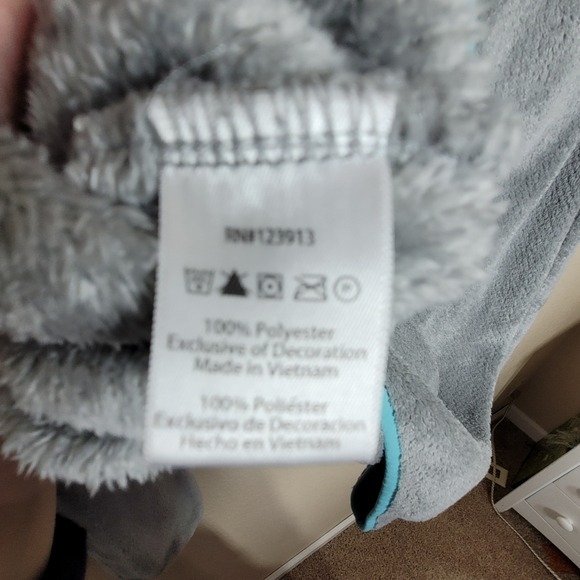 RN#123913
100% Polyester
Exclusive of Decoration
Made in Vietnam
100% Poliéster
Exclusivo de Decoracion
Hecho en Vietnam